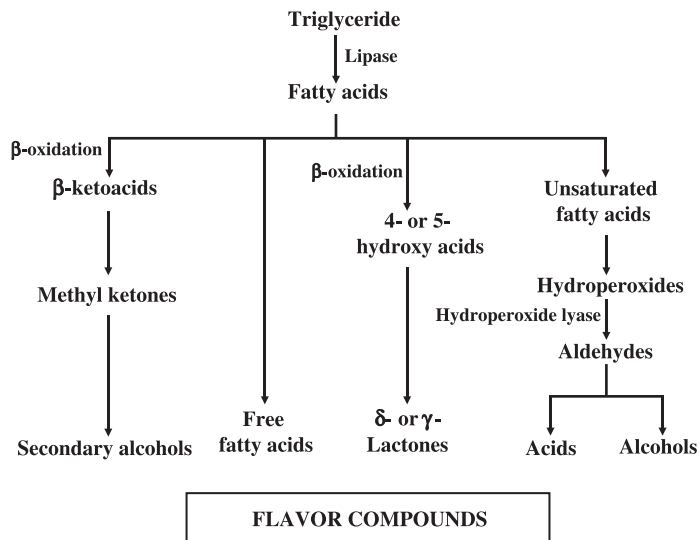 Triglyceride
Lipase
Fatty acids
β-oxidation
β-ketoacids
Methyl ketones
Secondary alcohols
Free
fatty acids
β-oxidation
4- or 5-
hydroxy acids
δ- or γ-
Lactones
Unsaturated
fatty acids
Hydroperoxides
Hydroperoxide lyase
Aldehydes
Acids
Alcohols
FLAVOR COMPOUNDS